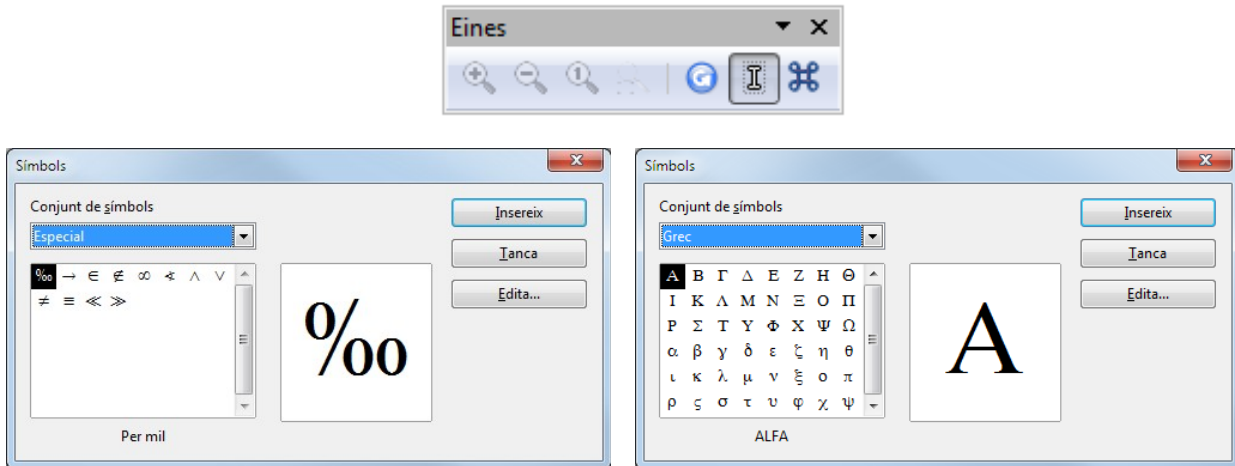 Eines
Símbols
Conjunt de símbols
Especial
Insereix
Tanca
Edita...
‰ → ∈ ∉ ∞ ∢ ∧ ∨
≠ ≡ ≪ ≫
‰
Per mil
Símbols
Conjunt de símbols
Grec
Insereix
Tanca
Edita...
Α Β Γ Δ Ε Ζ Η Θ
Ι Κ Λ Μ Ν Ξ Ο Π
Ρ Σ Τ Υ Φ Χ Ψ Ω
α β γ δ ε ζ η θ
ι κ λ μ ν ξ ο π
ρ ς σ τ υ φ χ ψ
Α
ALFA